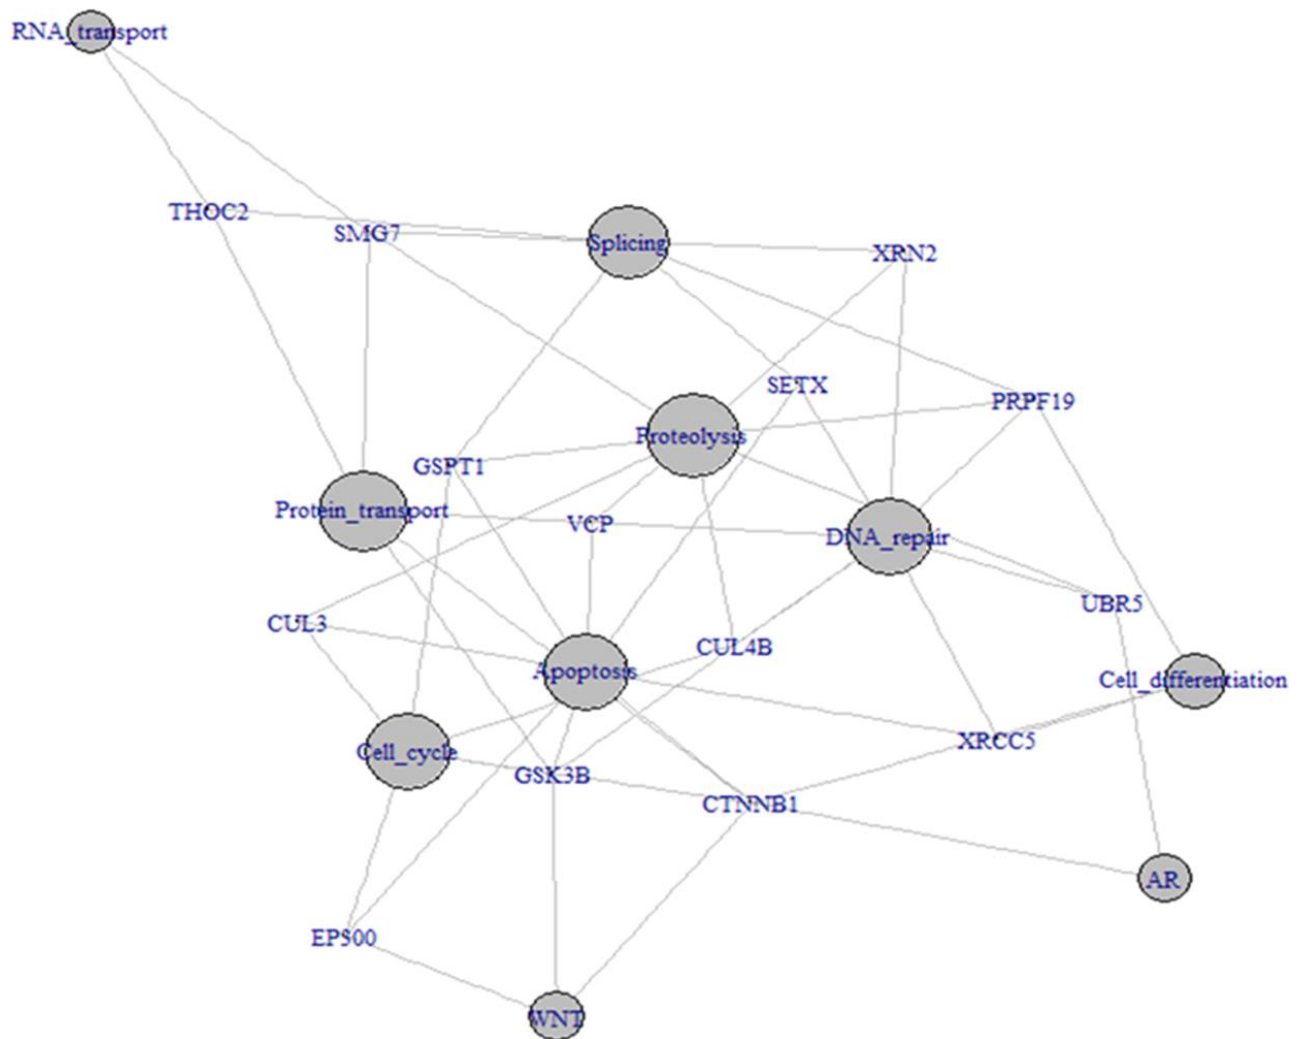 RNA_transport
THOC2
SMG7
Splicing
XRN2
SETX
PRPF19
Proteolysis
GSPT1
Protein_transport
VCP
DNA_repair
UBR5
CUL3
CUL4B
Apoptosis
Cell_differentiation
XRCC5
Cell_cycle
GSK3B
CTNNB1
AR
EP300
WNT